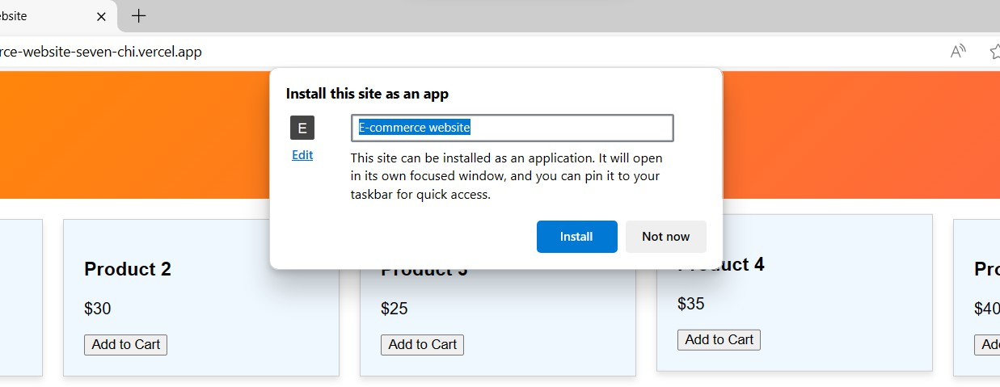 ebsite
rce-website-seven-chi.vercel.app
A
Install this site as an app
E
E-commerce website
Edit
This site can be installed as an application. It will open
in its own focused window, and you can pin it to your
taskbar for quick access.
Install Not now
Product 2
$30
Add to Cart
Product 3
$25
Add to Cart
Product 4
$35
Add to Cart
Pro
$40
Add